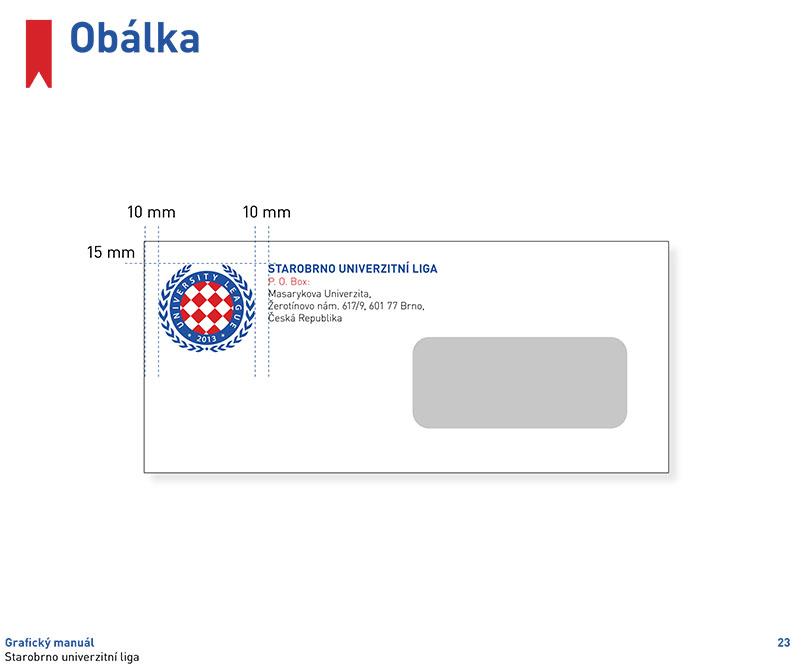 Obálka
10 mm
10 mm
15 mm
UNIVERSITY LEAGUE
2013
STAROBRNO UNIVERZITNÍ LIGA
P. O. Box:
Masarykova Univerzita,
Žerotínovo nám. 617/9, 601 77 Brno,
Česká Republika
Grafický manuál
23
Starobrno univerzitní liga